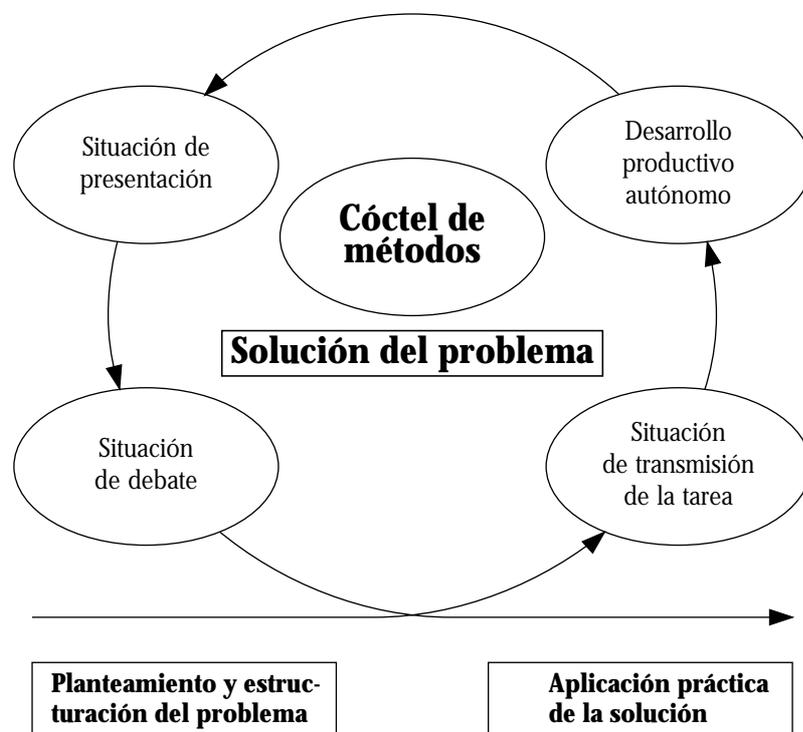 Situación de
presentación
Desarrollo
productivo
autónomo
Cóctel de
métodos
Solución del problema
Situación
de debate
Situación
de transmisión
de la tarea
Planteamiento y estruc-
turación del problema
Aplicación práctica
de la solución